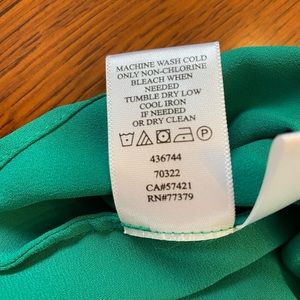 MACHINE WASH COLD
ONLY NON-CHLORINE
BLEACH WHEN
NEEDED
TUMBLE DRY LOW
COOL IRON
IF NEEDED
OR DRY CLEAN
P
436744
70322
CA#57421
RN#77379